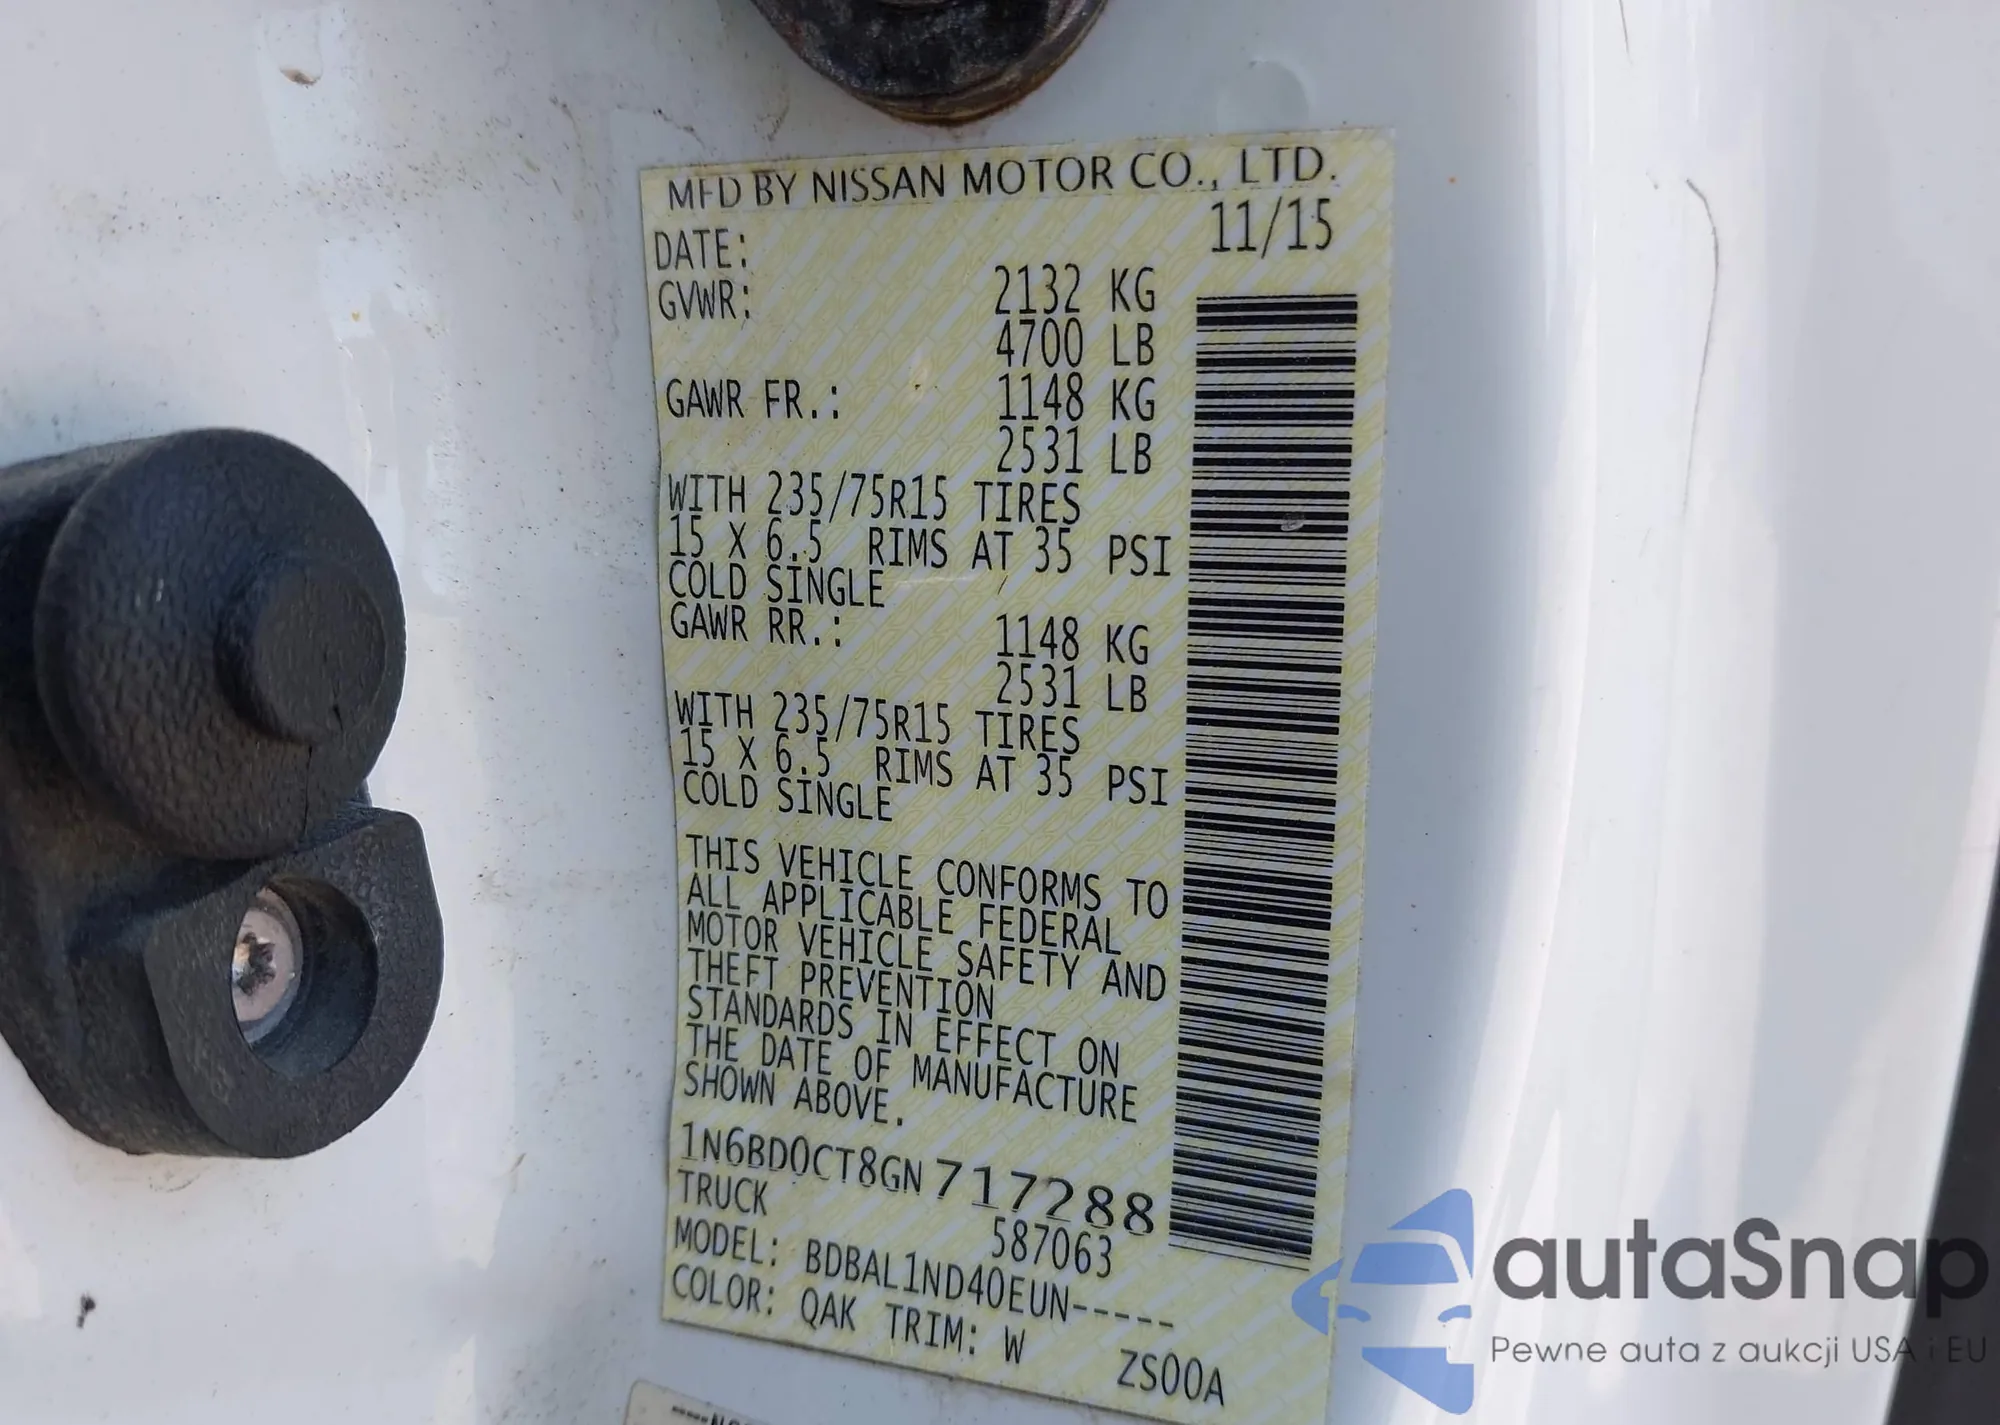 MFD BY NISSAN MOTOR CO., LTD.
DATE: 11/15
GVWR: 2132 KG
4700 LB
GAWR FR.: 1148 KG
2531 LB
WITH 235/75R15 TIRES
15 X 6.5 RIMS AT 35 PSI
COLD SINGLE
GAWR RR.: 1148 KG
2531 LB
WITH 235/75R15 TIRES
15 X 6.5 RIMS AT 35 PSI
COLD SINGLE
THIS VEHICLE CONFORMS TO
ALL APPLICABLE FEDERAL
MOTOR VEHICLE SAFETY AND
THEFT PREVENTION
STANDARDS IN EFFECT ON
THE DATE OF MANUFACTURE
SHOWN ABOVE.
1N6BD0CT8GN717288
TRUCK 587063
MODEL: BDBAL1ND40EUN-----
COLOR: QAK TRIM: W ZS00A
autaSnap
Pewne auta z aukcji USA i EU